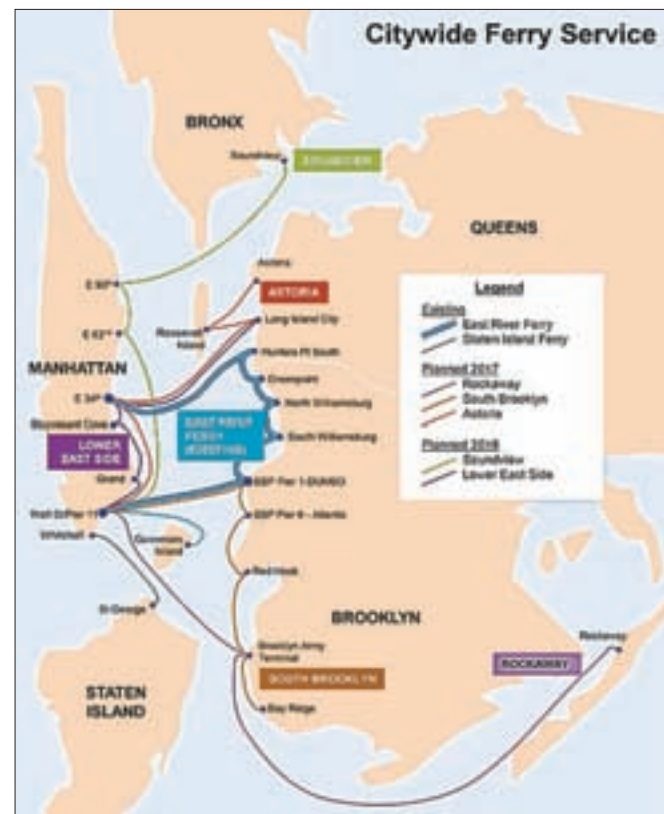 Citywide Ferry Service
BRONX
Soundview
SOUNDVIEW
QUEENS
E 90th
Astoria
ASTORIA
Legend
Existing
East River Ferry
Staten Island Ferry
Planned 2017
Rockaway
South Brooklyn
Astoria
Planned 2018
Soundview
Lower East Side
Long Island City
Roosevelt
Island
E 62nd
Hunters Pt South
MANHATTAN
Greenpoint
E 34th
North Williamsburg
Stuyvesant Cove
EAST RIVER
FERRY
(EXISTING)
South Williamsburg
LOWER
EAST SIDE
Grand
BBP Pier 1-DUMBO
Wall St/Pier 11
BBP Pier 6 - Atlantic
Whitehall
Governors
Island
Red Hook
St George
BROOKLYN
Rockaway
Brooklyn Army
Terminal
ROCKAWAY
SOUTH BROOKLYN
STATEN
ISLAND
Bay Ridge